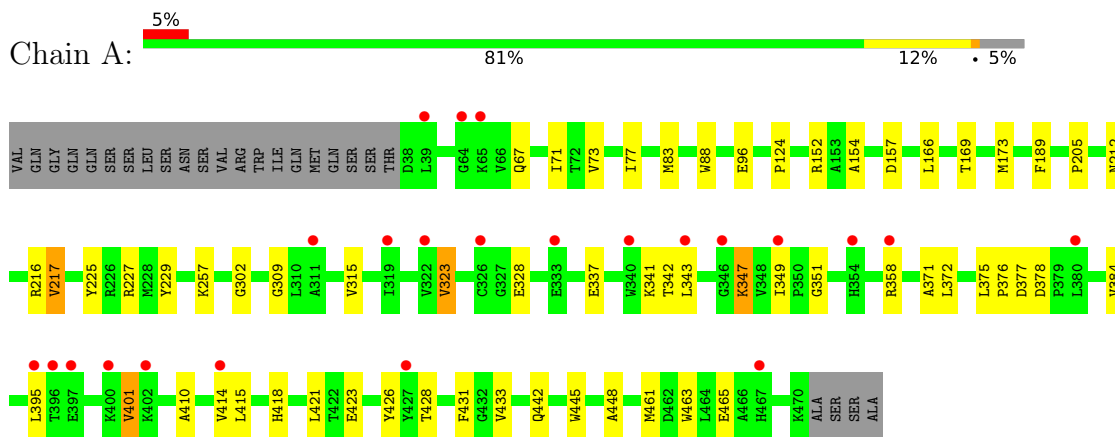 5%
Chain A:
81% 12% • 5%
VAL GLN GLY GLN GLN SER SER LEU SER ASN SER VAL ARG TRP ILE GLN MET GLN SER SER THR D38 L39 G64 K65 V66 Q67 I71 T72 V73 I77 M83 W88 E96 P124 R152 A153 A154 D157 L166 T169 M173 F189 P205
R216 V217 Y225 R226 R227 M228 Y229 K257 G302 G309 L310 A311 V315 I319 V322 V323 C326 G327 E328 E333 E337 W340 K341 T342 L343 G346 K347 V348 I349 P350 G351 H354 R358 A371 L372 L375 P376 D377 D378 P379 L380
L395 T396 E397 K400 V401 K402 A410 V414 L415 H418 L421 T422 E423 Y426 Y427 T428 F431 G432 V433 Q442 W445 A448 M461 D462 W463 L464 E465 A466 H467 K470 ALA SER SER ALA